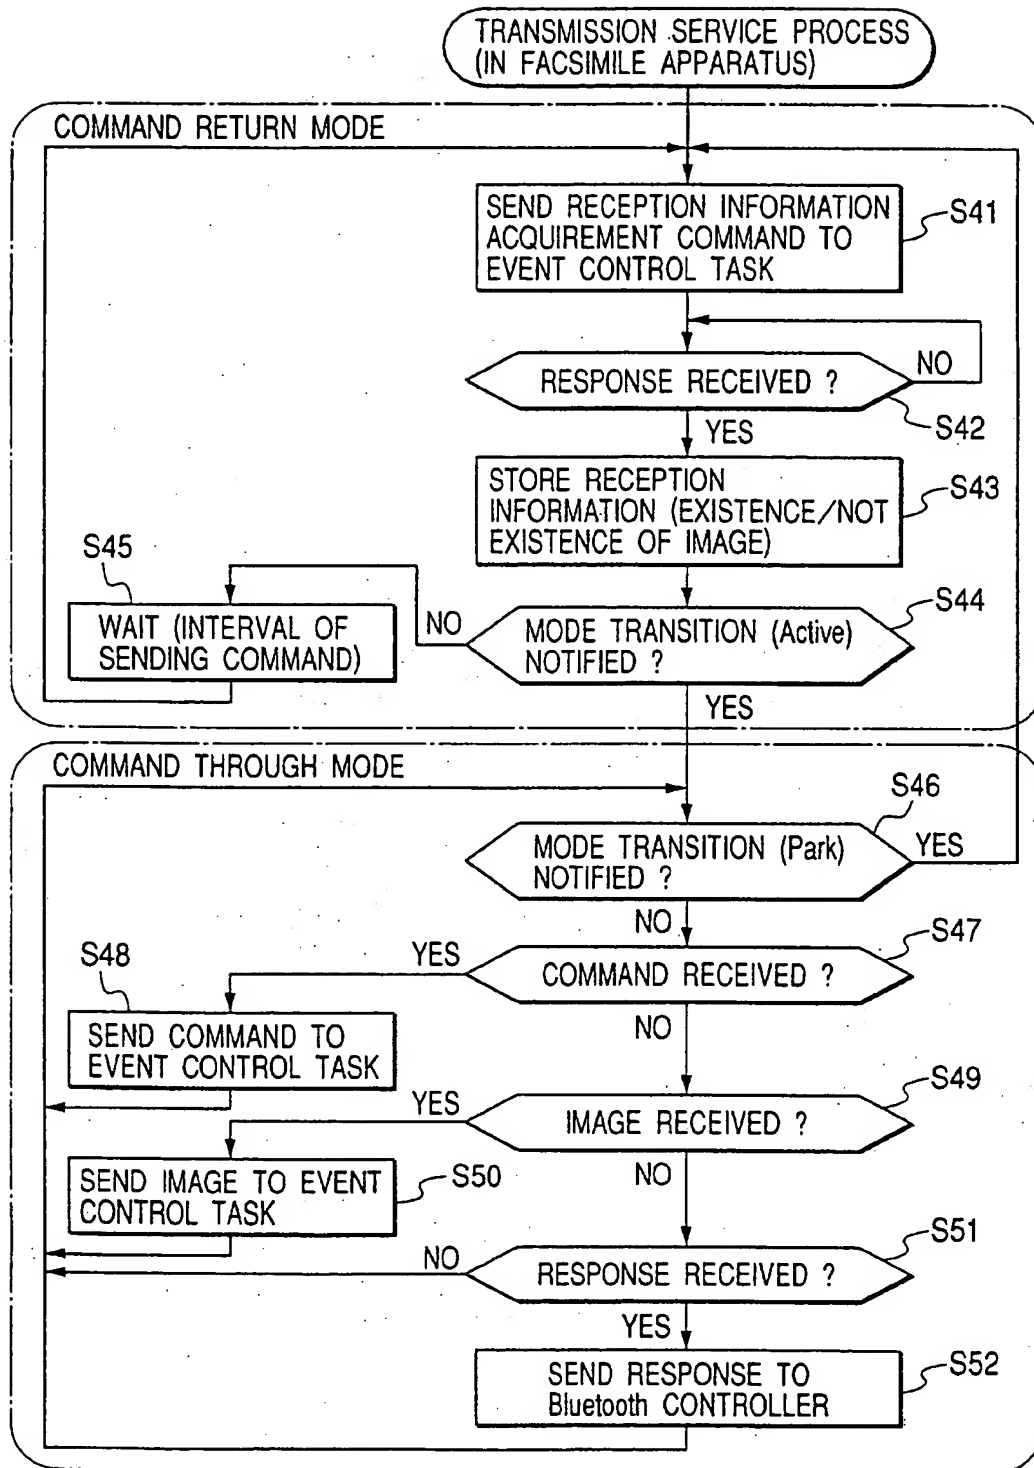 TRANSMISSION SERVICE PROCESS
(IN FACSIMILE APPARATUS)
COMMAND RETURN MODE
SEND RECEPTION INFORMATION
ACQUIREMENT COMMAND TO
EVENT CONTROL TASK
S41
RESPONSE RECEIVED ?
NO
S42
YES
STORE RECEPTION
INFORMATION (EXISTENCE/NOT
EXISTENCE OF IMAGE)
S43
S45
WAIT (INTERVAL OF
SENDING COMMAND)
NO
MODE TRANSITION (Active)
NOTIFIED ?
S44
YES
COMMAND THROUGH MODE
S46
MODE TRANSITION (Park)
NOTIFIED ?
YES
NO
S47
COMMAND RECEIVED ?
YES
S48
SEND COMMAND TO
EVENT CONTROL TASK
NO
S49
IMAGE RECEIVED ?
YES
SEND IMAGE TO EVENT
CONTROL TASK
S50
NO
S51
RESPONSE RECEIVED ?
NO
YES
SEND RESPONSE TO
Bluetooth CONTROLLER
S52